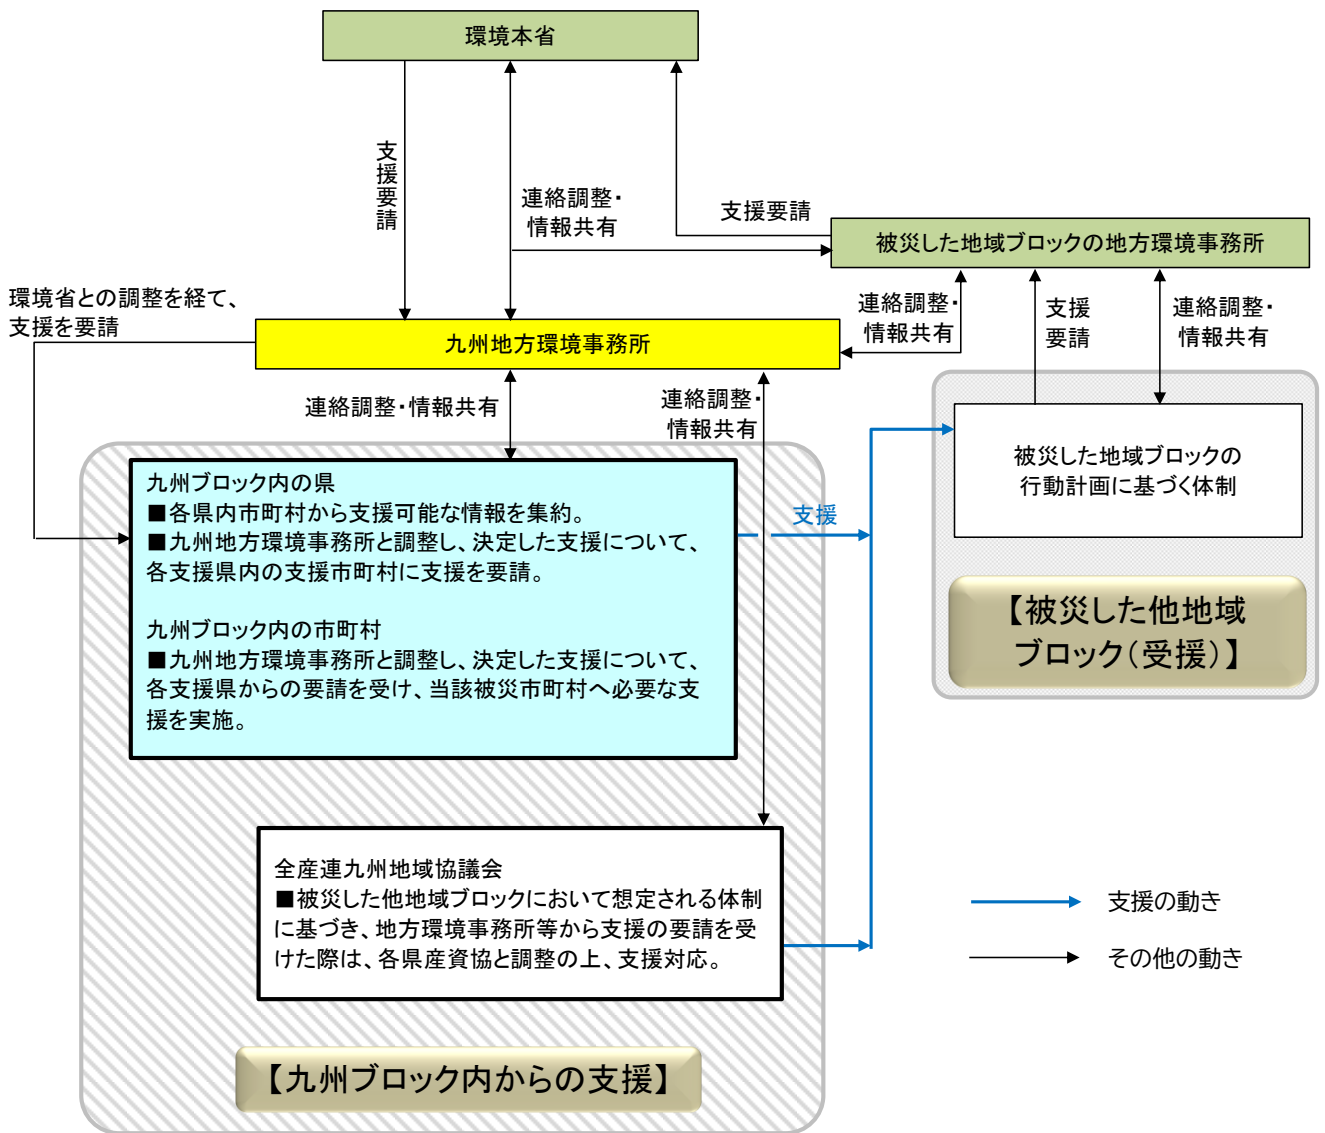 環境本省
支援要請
連絡調整・
情報共有
支援要請
被災した地域ブロックの地方環境事務所
環境省との調整を経て、
支援を要請
九州地方環境事務所
連絡調整・
情報共有
支援
要請
連絡調整・
情報共有
連絡調整・情報共有
連絡調整・
情報共有
被災した地域ブロックの
行動計画に基づく体制
九州ブロック内の県
■各県内市町村から支援可能な情報を集約。
■九州地方環境事務所と調整し、決定した支援について、
各支援県内の支援市町村に支援を要請。
九州ブロック内の市町村
■九州地方環境事務所と調整し、決定した支援について、
各支援県からの要請を受け、当該被災市町村へ必要な支
援を実施。
支援
【被災した他地域
ブロック（受援）】
全産連九州地域協議会
■被災した他地域ブロックにおいて想定される体制
に基づき、地方環境事務所等から支援の要請を受
けた際は、各県産資協と調整の上、支援対応。
支援の動き
その他の動き
【九州ブロック内からの支援】